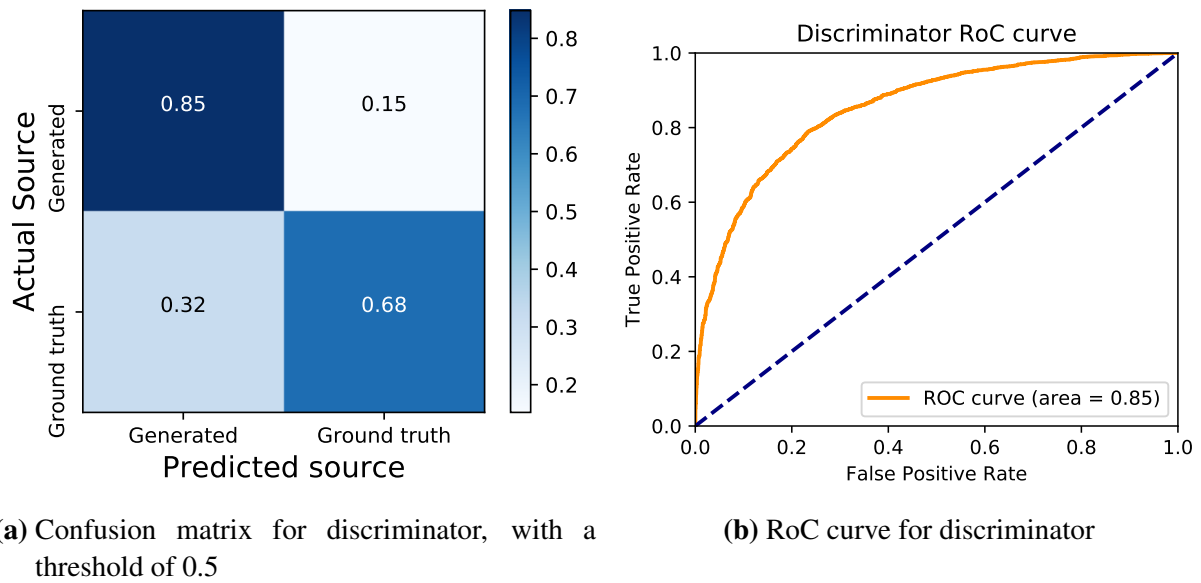 Actual Source
Generated
Ground truth
0.85
0.15
0.32
0.68
Generated
Ground truth
Predicted source
0.8
0.7
0.6
0.5
0.4
0.3
0.2
Discriminator RoC curve
True Positive Rate
1.0
0.8
0.6
0.4
0.2
0.0
ROC curve (area = 0.85)
0.0 0.2 0.4 0.6 0.8 1.0
False Positive Rate
a) Confusion matrix for discriminator, with a
threshold of 0.5
(b) RoC curve for discriminator